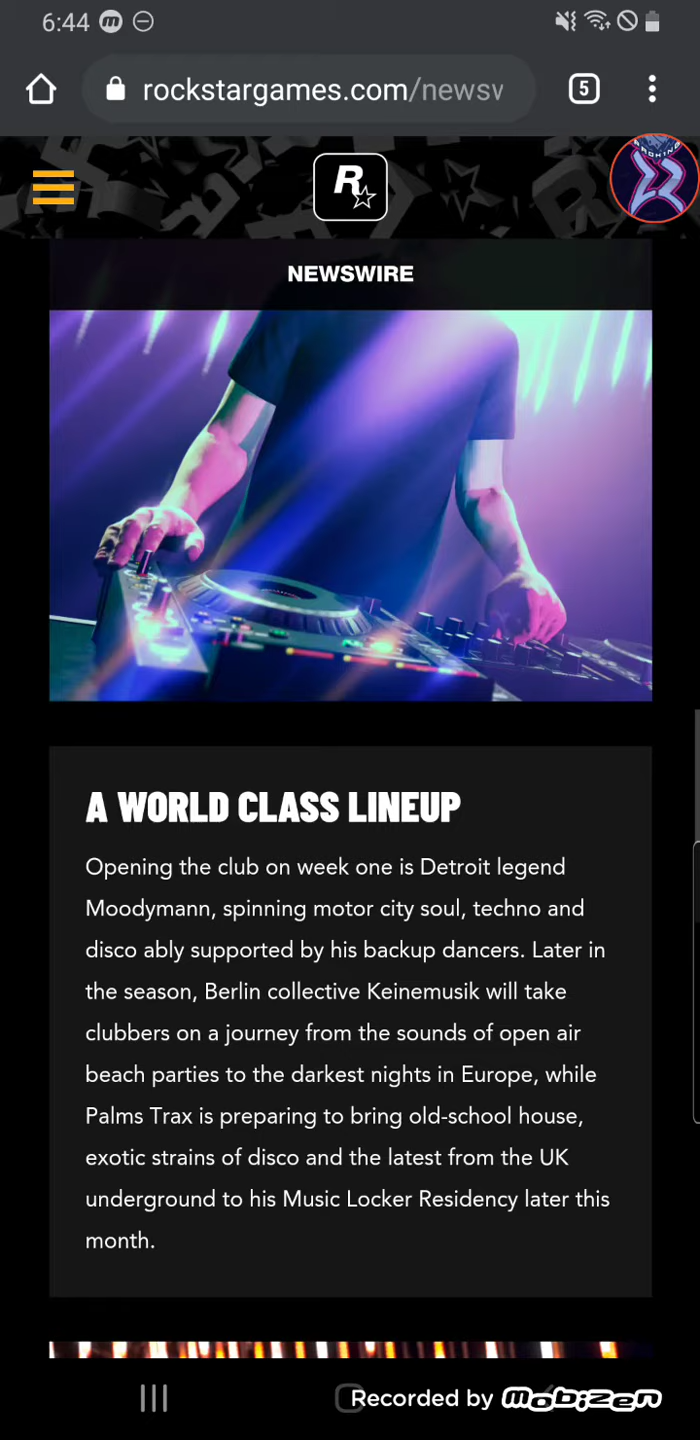 6:44
rockstargames.com/newsv
5
R
NEWSWIRE
A WORLD CLASS LINEUP
Opening the club on week one is Detroit legend
Moodymann, spinning motor city soul, techno and
disco ably supported by his backup dancers. Later in
the season, Berlin collective Keinemusik will take
clubbers on a journey from the sounds of open air
beach parties to the darkest nights in Europe, while
Palms Trax is preparing to bring old-school house,
exotic strains of disco and the latest from the UK
underground to his Music Locker Residency later this
month.
Recorded by Mobizen